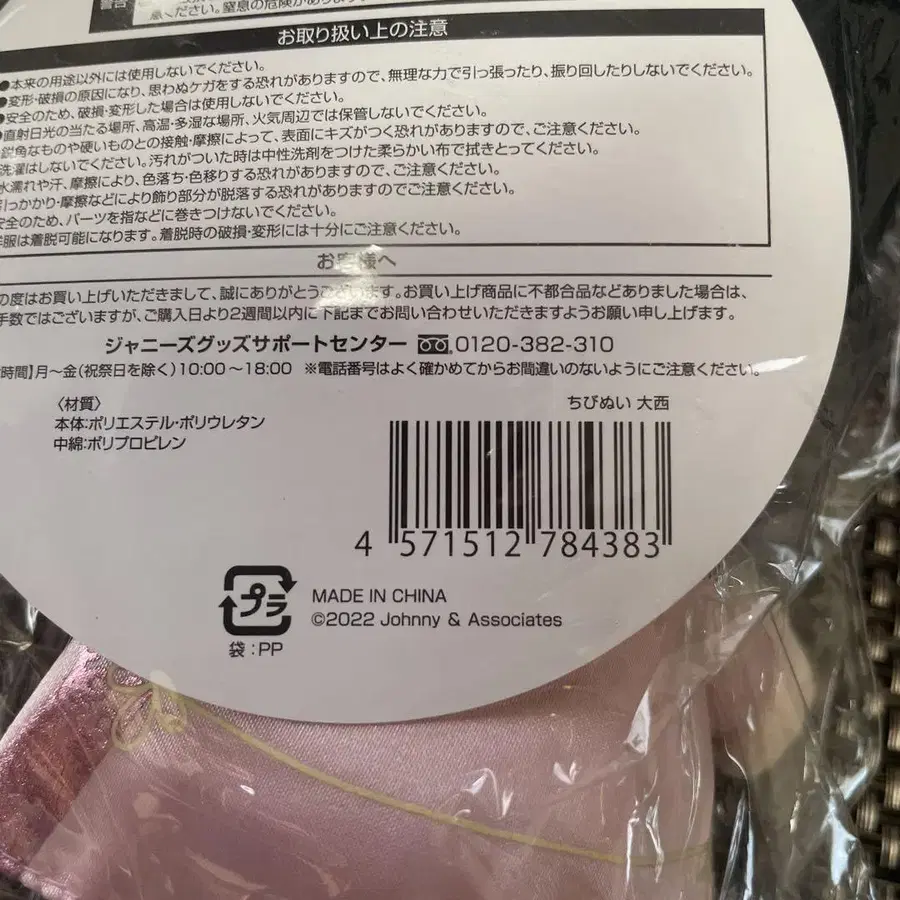 急ください。窒息の危険があります
お取り扱い上の注意
●本来の用途以外には使用しないでください。
●変形・破損の原因になり、思わぬケガをする恐れがありますので、無理な力で引っ張ったり、振り回したりしないでください。
●安全のため、破損・変形した場合は使用しないでください。
●直射日光の当たる場所、高温・多湿な場所、火気周辺では保管しないでください。
鋭角なものや硬いものとの接触・摩擦によって、表面にキズがつく恐れがありますので、ご注意ください。
洗濯はしないでください。汚れがついた時は中性洗剤をつけた柔らかい布で拭きとってください。
水濡れや汗、摩擦により、色落ち・色移りする恐れがありますので、ご注意ください。
引っかかり・摩擦などにより飾り部分が脱落する恐れがありますのでご注意ください。
安全のため、パーツを指などに巻きつけないでください。
洋服は着脱可能になります。着脱時の破損・変形には十分にご注意ください。
お客様へ
の度はお買い上げいただきまして、誠にありがとうございます。お買い上げ商品に不都合品などありました場合は、
手数ではございますが、ご購入日より2週間以内に下記までお問い合わせいただきますようお願い申し上げます。
ジャニーズグッズサポートセンター 0120-382-310
時間】月～金(祝祭日を除く)10:00～18:00 ※電話番号はよく確かめてからお間違いのないようにご注意ください。
〈材質〉
本体:ポリエステル・ポリウレタン
中綿:ポリプロピレン
ちびぬい 大西
4 571512 784383
プラ
袋:PP
MADE IN CHINA
©2022 Johnny & Associates